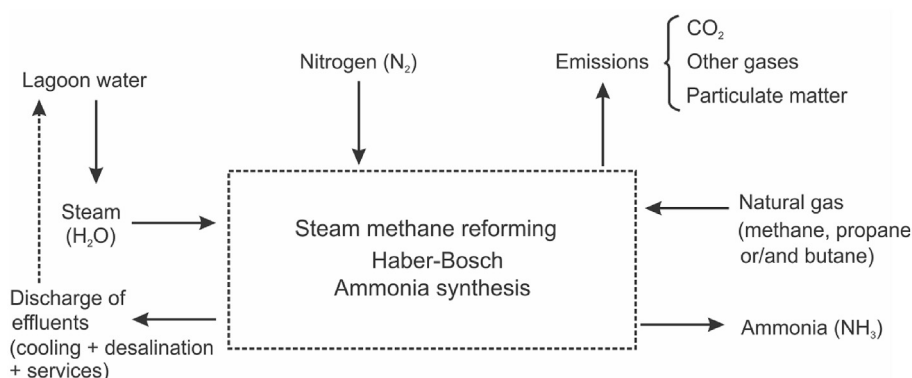 Lagoon water
Nitrogen (N₂)
Emissions
CO₂
Other gases
Particulate matter
Steam
(H₂O)
Steam methane reforming
Haber-Bosch
Ammonia synthesis
Natural gas
(methane, propane
or/and butane)
Discharge of
effluents
(cooling + desalination
+ services)
Ammonia (NH₃)